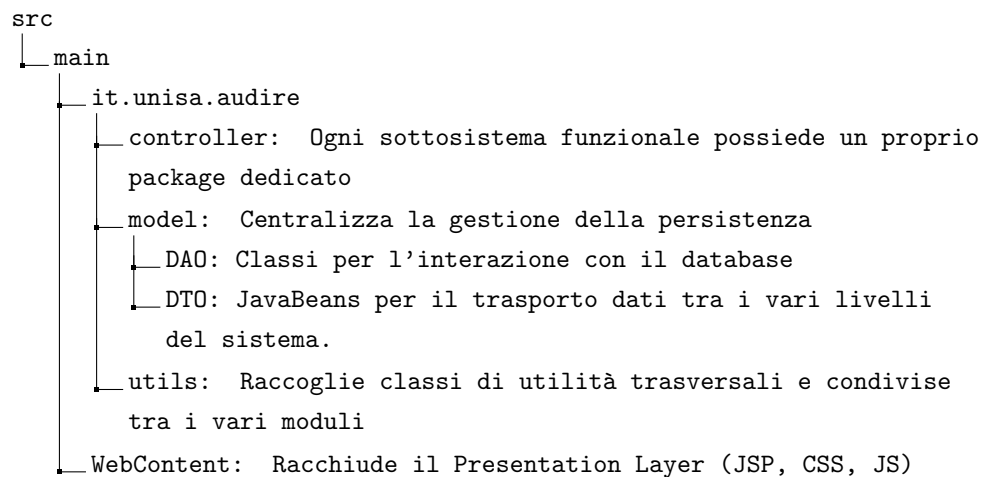 src
main
it.unisa.audire
controller: Ogni sottosistema funzionale possiede un proprio
package dedicato
model: Centralizza la gestione della persistenza
DAO: Classi per l'interazione con il database
DTO: JavaBeans per il trasporto dati tra i vari livelli
del sistema.
utils: Raccoglie classi di utilità trasversali e condivise
tra i vari moduli
WebContent: Racchiude il Presentation Layer (JSP, CSS, JS)